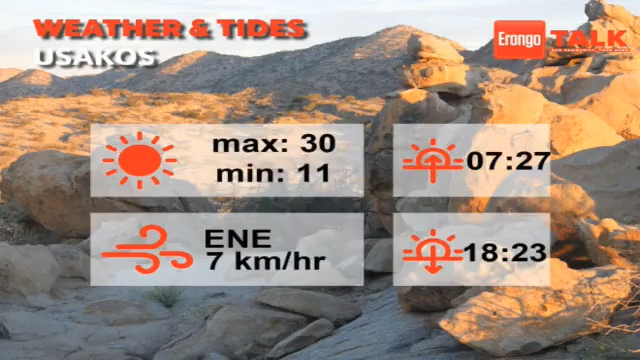 WEATHER & TIDES
USAKOS
Erongo TALK
max: 30
min: 11
07:27
ENE
7 km/hr
18:23